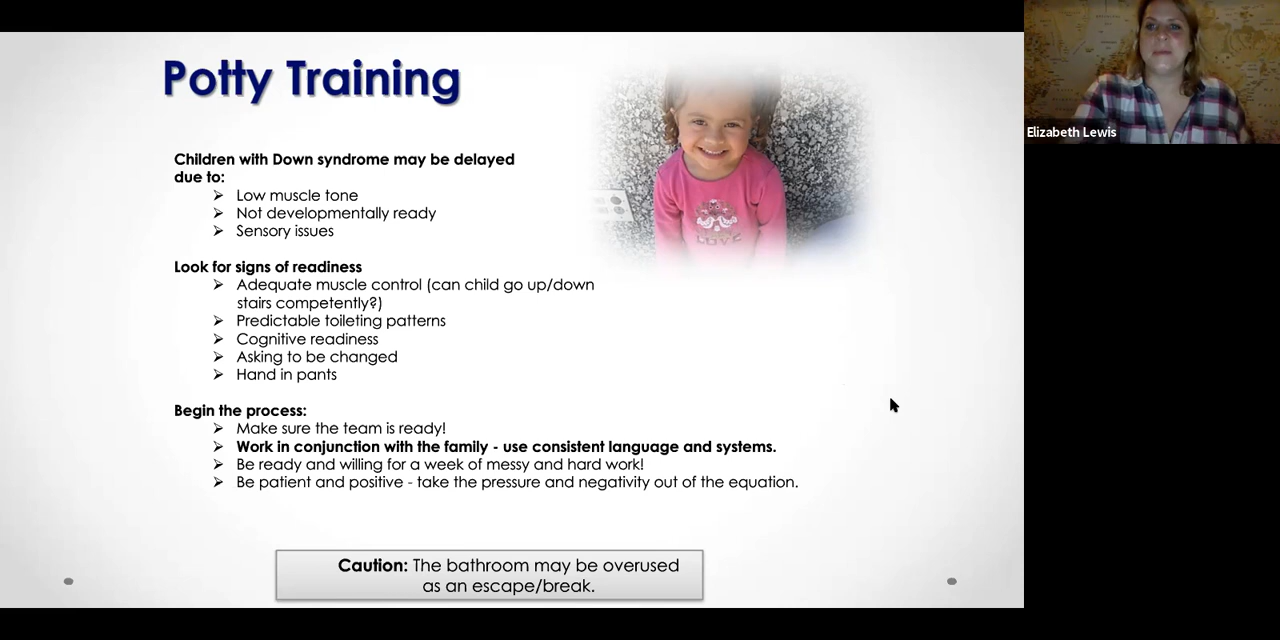 Potty Training
Children with Down syndrome may be delayed
due to:
➢ Low muscle tone
➢ Not developmentally ready
➢ Sensory issues
Look for signs of readiness
➢ Adequate muscle control (can child go up/down
stairs competently?)
➢ Predictable toileting patterns
➢ Cognitive readiness
➢ Asking to be changed
➢ Hand in pants
Begin the process:
➢ Make sure the team is ready!
➢ Work in conjunction with the family - use consistent language and systems.
➢ Be ready and willing for a week of messy and hard work!
➢ Be patient and positive - take the pressure and negativity out of the equation.
Caution: The bathroom may be overused
as an escape/break.
LOVE
Elizabeth Lewis